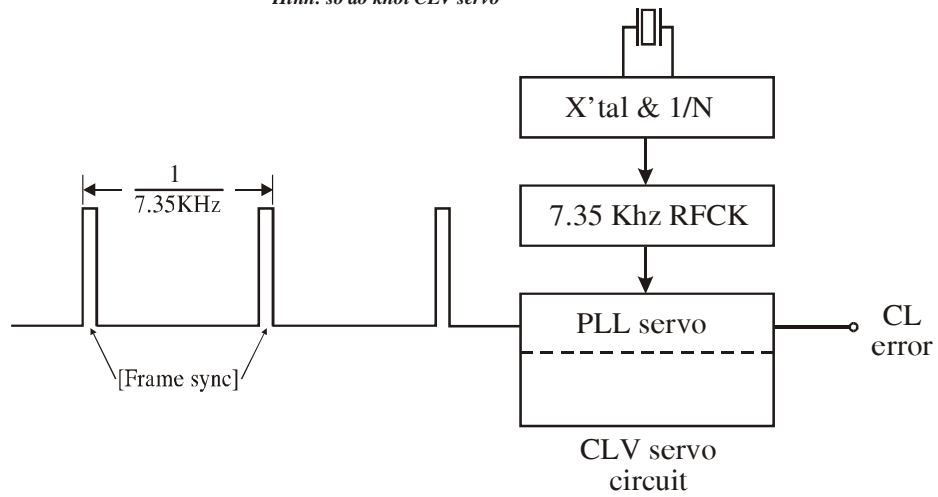 X'tal & 1/N
1
7.35KHz
7.35 Khz RFCK
PLL servo
CL
error
[Frame sync]
CLV servo
circuit